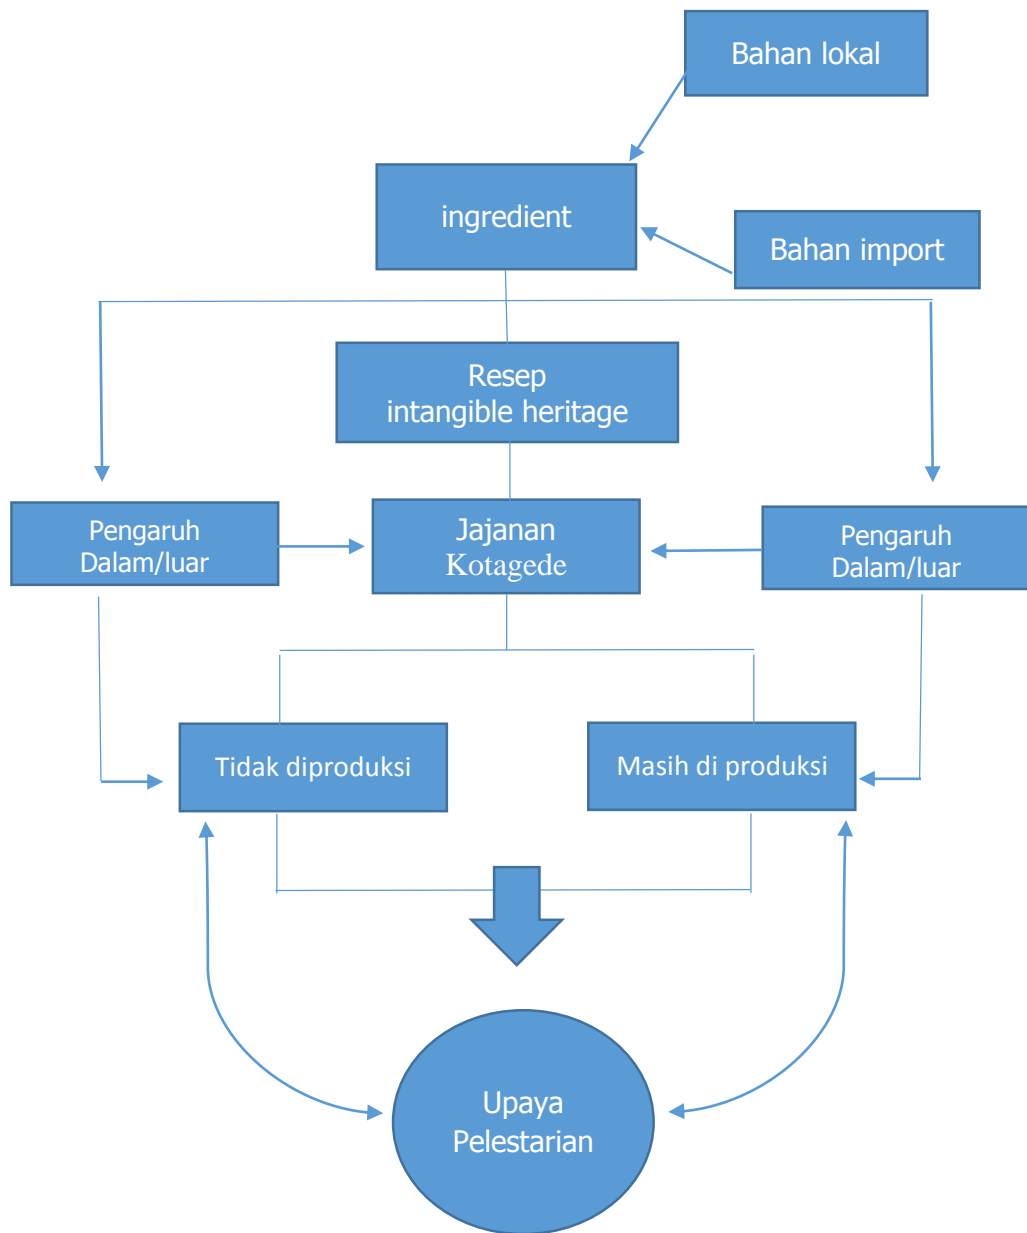 Bahan lokal
ingredient
Bahan import
Resep
intangible heritage
Pengaruh
Dalam/luar
Jajanan
Kotagede
Pengaruh
Dalam/luar
Tidak diproduksi
Masih di produksi
Upaya
Pelestarian